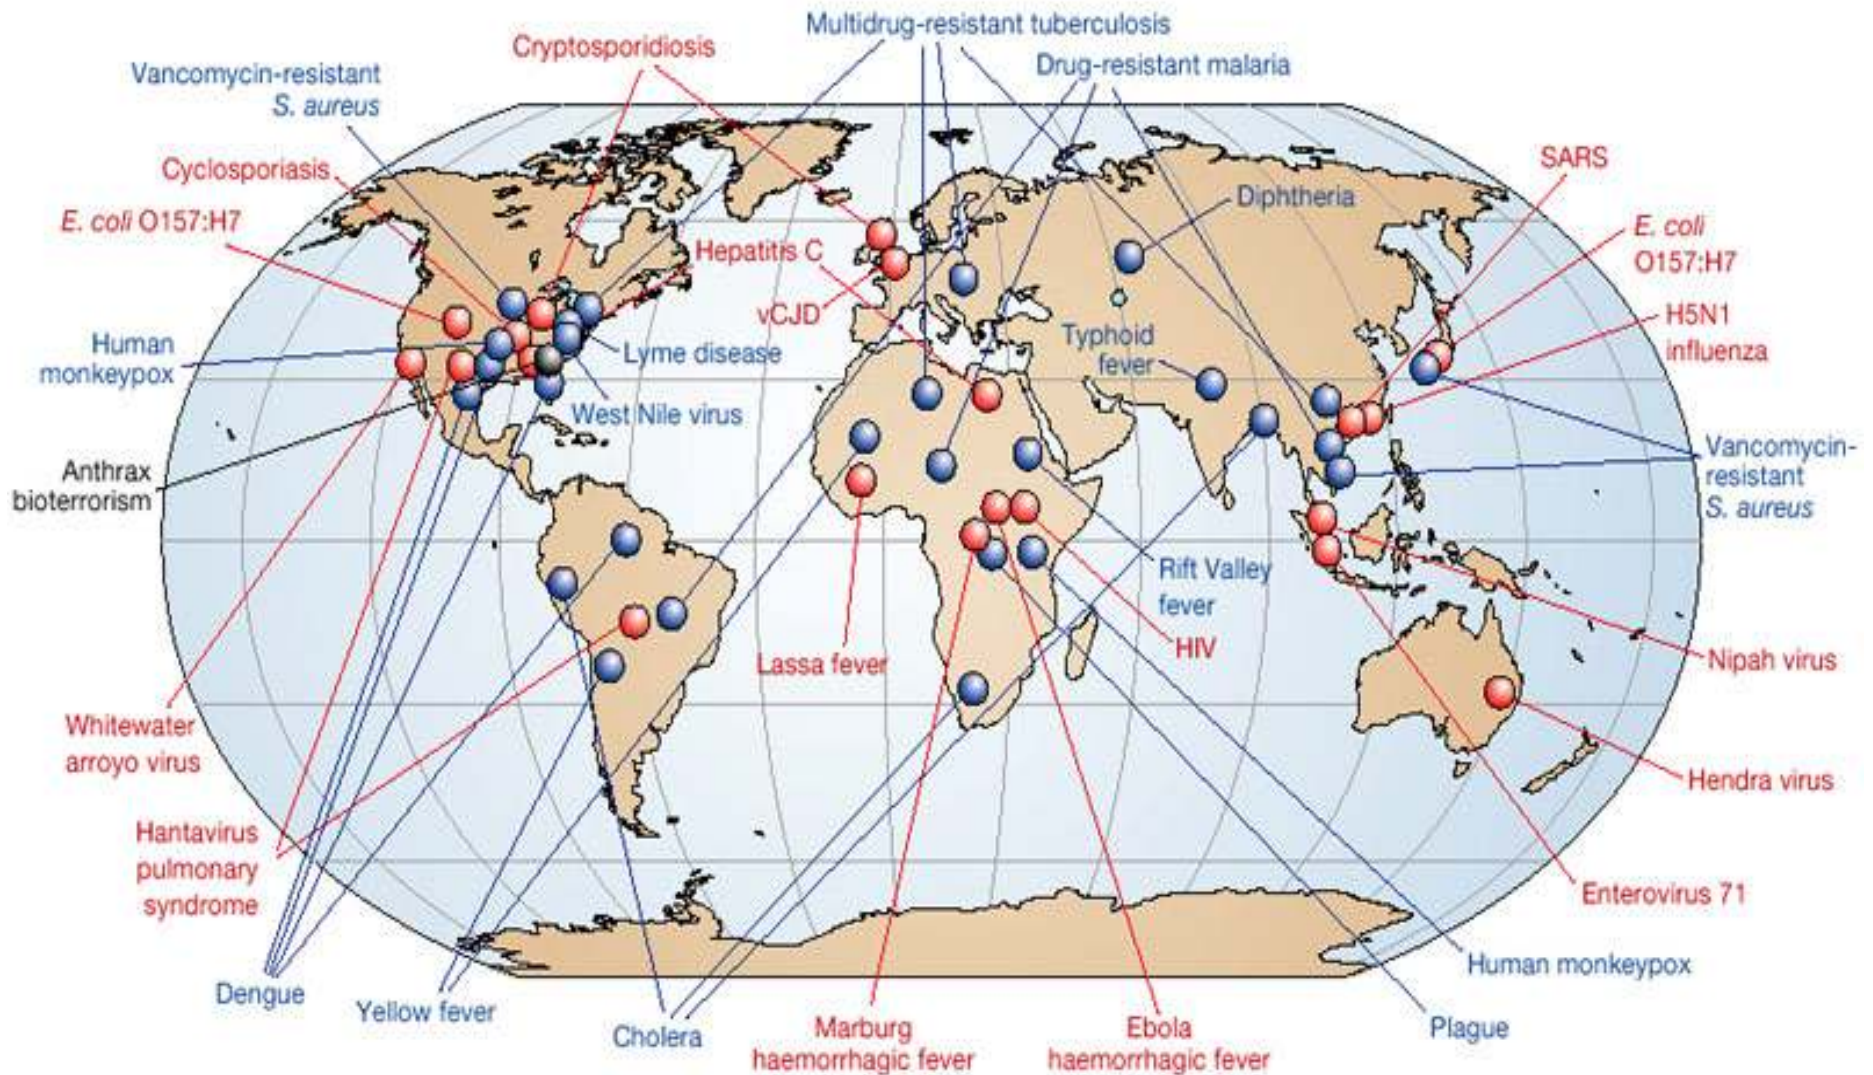 Multidrug-resistant tuberculosis
Cryptosporidiosis
Drug-resistant malaria
Vancomycin-resistant
S. aureus
Cyclosporiasis
E. coli O157:H7
SARS
Diphtheria
E. coli
O157:H7
Hepatitis C
vCJD
H5N1
influenza
Human
monkeypox
Lyme disease
Typhoid
fever
West Nile virus
Anthrax
bioterrorism
Vancomycin-
resistant
S. aureus
Rift Valley
fever
HIV
Lassa fever
Nipah virus
Whitewater
arroyo virus
Hendra virus
Hantavirus
pulmonary
syndrome
Enterovirus 71
Human monkeypox
Dengue
Yellow fever
Cholera
Marburg
haemorrhagic fever
Ebola
haemorrhagic fever
Plague